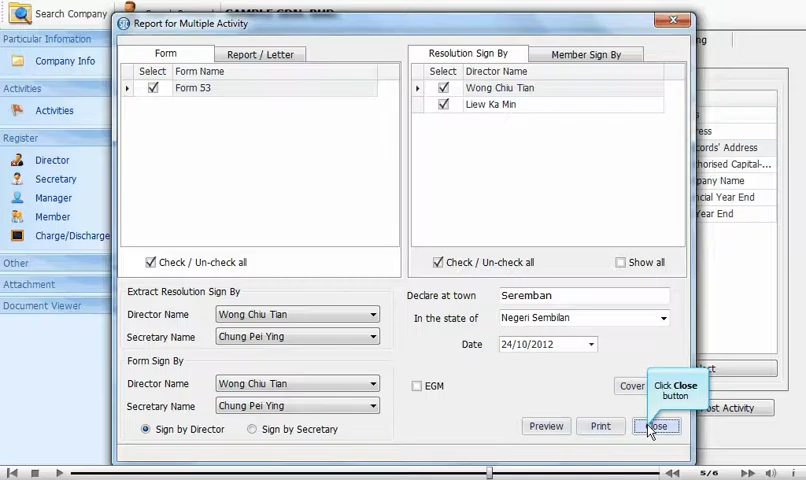 Search Company
SAMPLE SDN. BHD.
Report for Multiple Activity
Particular Infomation
Company Info
Activities
Activities
Register
Director
Secretary
Manager
Member
Charge/Discharge
Other
Attachment
Document Viewer
Form
Report / Letter
Select
Form Name
Form 53
Check / Un-check all
Resolution Sign By
Member Sign By
Select
Director Name
Wong Chiu Tian
Liew Ka Min
Check / Un-check all
Show all
Extract Resolution Sign By
Director Name
Wong Chiu Tian
Secretary Name
Chung Pei Ying
Form Sign By
Director Name
Wong Chiu Tian
Secretary Name
Chung Pei Ying
Sign by Director
Sign by Secretary
Declare at town
Seremban
In the state of
Negeri Sembilan
Date
24/10/2012
EGM
Cover
Click Close
button
Preview
Print
Close
cords' Address
thorised Capital-...
pany Name
ncial Year End
Year End
ost Activity
5/6